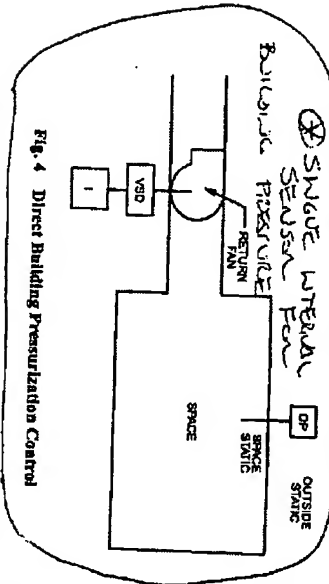 * SINGLE INTERNAL
SENSOR FOR
BUILDING PRESSURE
DP
OUTSIDE
STATIC
SPACE
STATIC
RETURN
FAN
SPACE
VSD
I
Fig. 4 Direct Building Pressurization Control